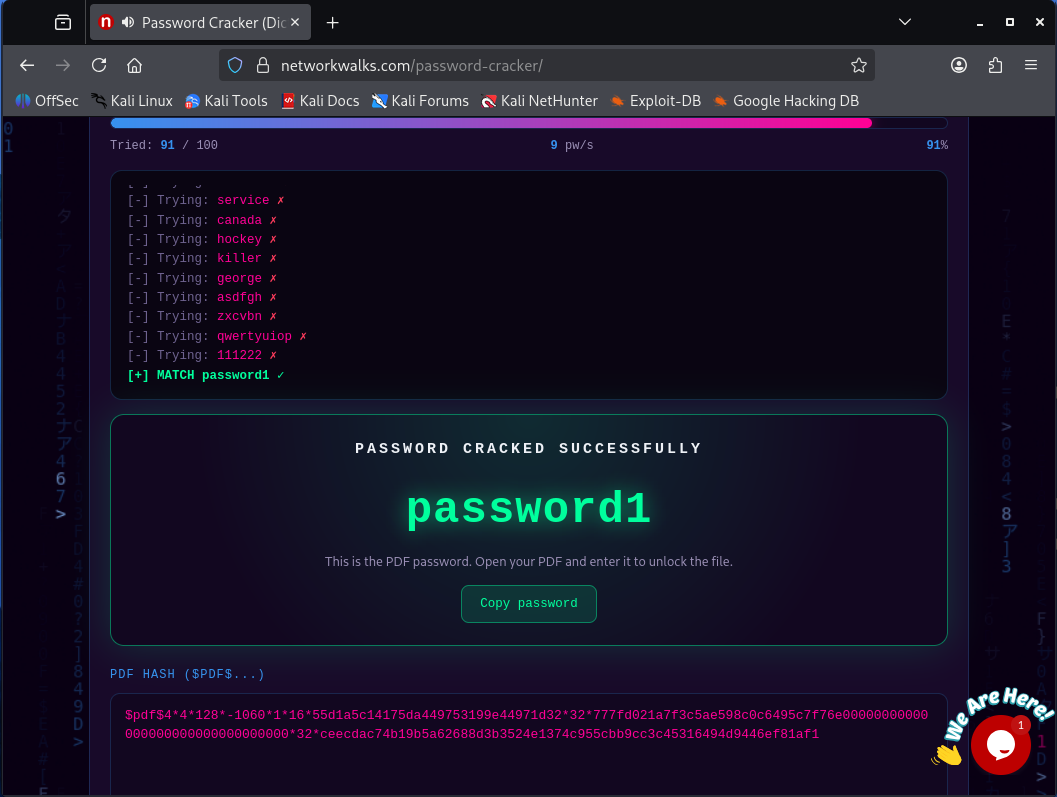 Password Cracker (Dic
networkwalks.com/password-cracker/
OffSec Kali Linux Kali Tools Kali Docs Kali Forums Kali NetHunter Exploit-DB Google Hacking DB
Tried: 91 / 100 9 pw/s 91%
[-] Trying: service ✗
[-] Trying: canada ✗
[-] Trying: hockey ✗
[-] Trying: killer ✗
[-] Trying: george ✗
[-] Trying: asdfgh ✗
[-] Trying: zxcvbn ✗
[-] Trying: qwertyuiop ✗
[-] Trying: 111222 ✗
[+] MATCH password1 ✓
PASSWORD CRACKED SUCCESSFULLY
password1
This is the PDF password. Open your PDF and enter it to unlock the file.
Copy password
PDF HASH ($PDF$...)
$pdf$4*4*128*-1060*1*16*55d1a5c14175da449753199e44971d32*32*777fd021a7f3c5ae598c0c6495c7f76e000000000000
0000000000000000000000*32*ceecdac74b19b5a62688d3b3524e1374c955cbb9cc3c45316494d9446ef81af1
We Are Here!
1